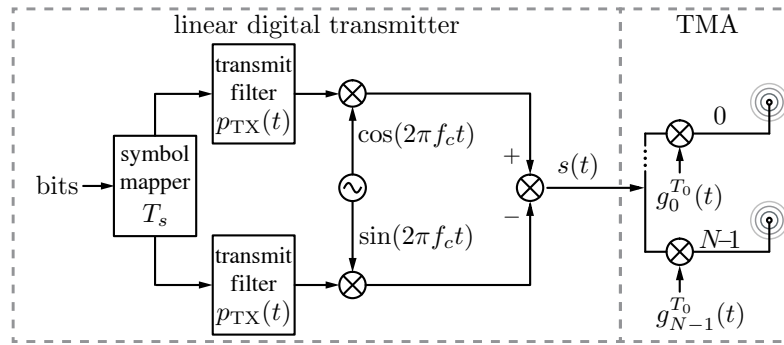 linear digital transmitter
TMA
transmit
filter
p_TX(t)
cos(2πf_c t)
bits
symbol
mapper
T_s
+
−
s(t)
sin(2πf_c t)
transmit
filter
p_TX(t)
0
g_0^{T_0}(t)
N−1
g_{N−1}^{T_0}(t)